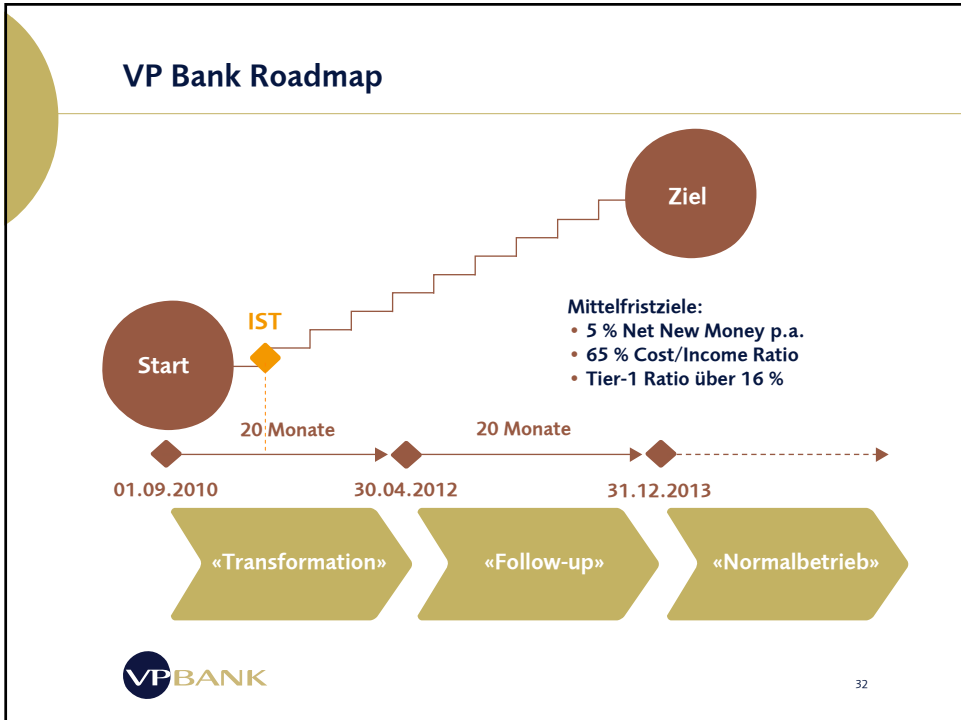 VP Bank Roadmap
Ziel
IST
Start
Mittelfristziele:
• 5 % Net New Money p.a.
• 65 % Cost/Income Ratio
• Tier-1 Ratio über 16 %
20 Monate
20 Monate
01.09.2010
30.04.2012
31.12.2013
«Transformation»
«Follow-up»
«Normalbetrieb»
VP BANK
32